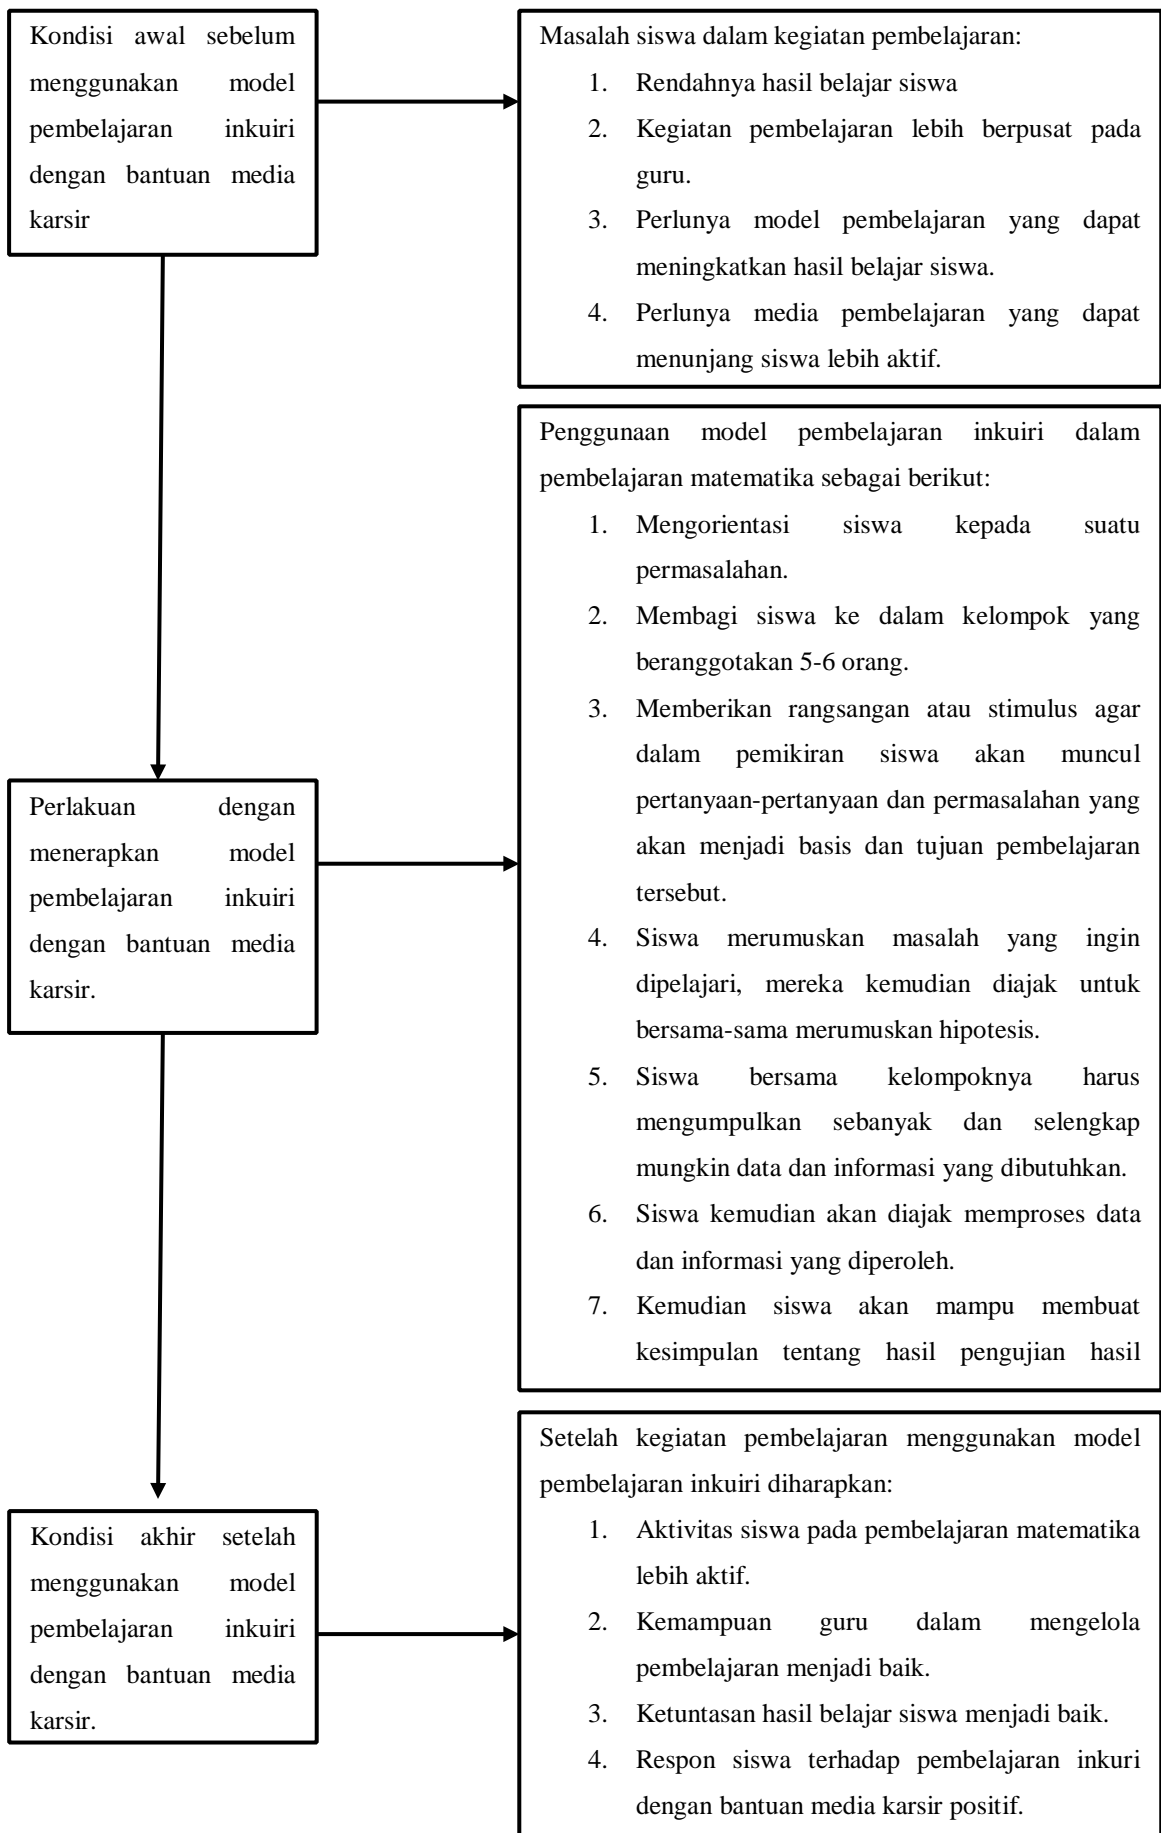 Kondisi awal sebelum
menggunakan model
pembelajaran inkuiri
dengan bantuan media
karsir
Masalah siswa dalam kegiatan pembelajaran:
1. Rendahnya hasil belajar siswa
2. Kegiatan pembelajaran lebih berpusat pada
guru.
3. Perlunya model pembelajaran yang dapat
meningkatkan hasil belajar siswa.
4. Perlunya media pembelajaran yang dapat
menunjang siswa lebih aktif.
Perlakuan dengan
menerapkan model
pembelajaran inkuiri
dengan bantuan media
karsir.
Penggunaan model pembelajaran inkuiri dalam
pembelajaran matematika sebagai berikut:
1. Mengorientasi siswa kepada suatu
permasalahan.
2. Membagi siswa ke dalam kelompok yang
beranggotakan 5-6 orang.
3. Memberikan rangsangan atau stimulus agar
dalam pemikiran siswa akan muncul
pertanyaan-pertanyaan dan permasalahan yang
akan menjadi basis dan tujuan pembelajaran
tersebut.
4. Siswa merumuskan masalah yang ingin
dipelajari, mereka kemudian diajak untuk
bersama-sama merumuskan hipotesis.
5. Siswa bersama kelompoknya harus
mengumpulkan sebanyak dan selengkap
mungkin data dan informasi yang dibutuhkan.
6. Siswa kemudian akan diajak memproses data
dan informasi yang diperoleh.
7. Kemudian siswa akan mampu membuat
kesimpulan tentang hasil pengujian hasil
Kondisi akhir setelah
menggunakan model
pembelajaran inkuiri
dengan bantuan media
karsir.
Setelah kegiatan pembelajaran menggunakan model
pembelajaran inkuiri diharapkan:
1. Aktivitas siswa pada pembelajaran matematika
lebih aktif.
2. Kemampuan guru dalam mengelola
pembelajaran menjadi baik.
3. Ketuntasan hasil belajar siswa menjadi baik.
4. Respon siswa terhadap pembelajaran inkuri
dengan bantuan media karsir positif.